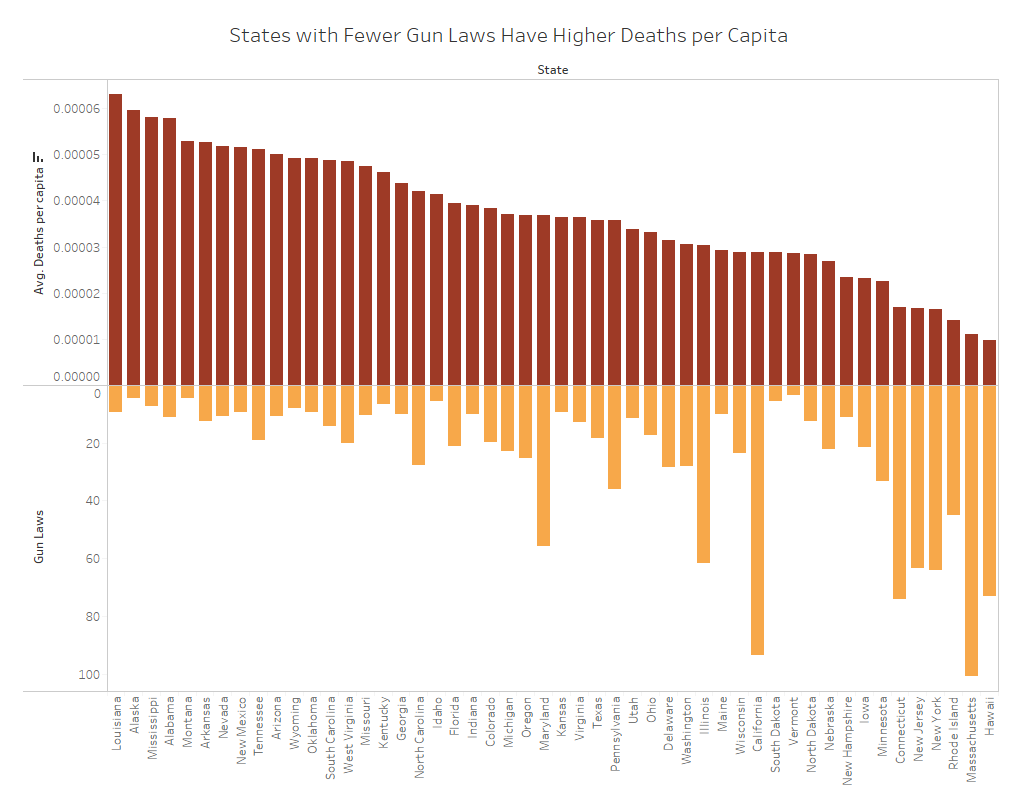 States with Fewer Gun Laws Have Higher Deaths per Capita
State
Avg. Deaths per capita
0.00006
0.00005
0.00004
0.00003
0.00002
0.00001
0.00000
Gun Laws
0
20
40
60
80
100
Louisiana
Alaska
Mississippi
Alabama
Montana
Arkansas
Nevada
New Mexico
Tennessee
Arizona
Wyoming
Oklahoma
South Carolina
West Virginia
Missouri
Kentucky
Georgia
North Carolina
Idaho
Florida
Indiana
Colorado
Michigan
Oregon
Maryland
Kansas
Virginia
Texas
Pennsylvania
Utah
Ohio
Delaware
Washington
Illinois
Maine
Wisconsin
California
South Dakota
Vermont
North Dakota
Nebraska
New Hampshire
Iowa
Minnesota
Connecticut
New Jersey
New York
Rhode Island
Massachusetts
Hawaii